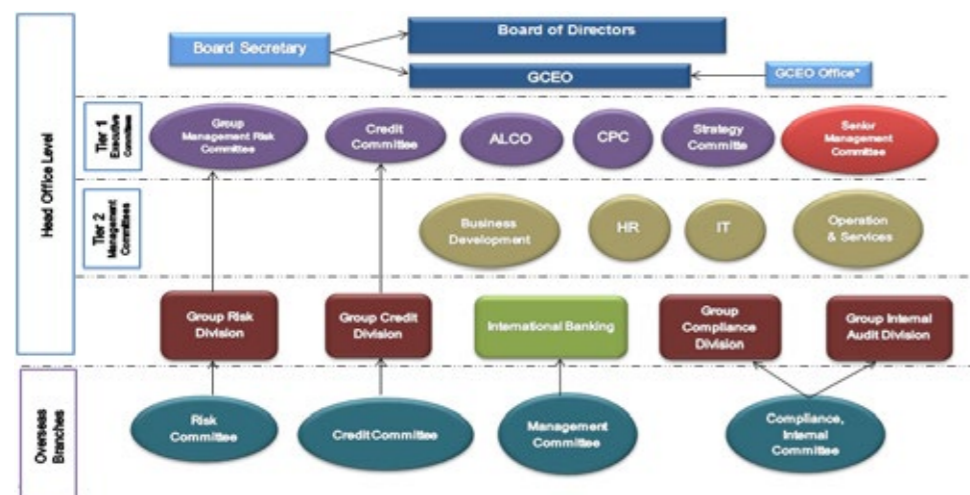 Board of Directors
Board Secretary
GCEO
GCEO Office*
Head Office Level
Tier 1
Executive
Committee
Group
Management Risk
Committee
Credit
Committee
ALCO
CPC
Strategy
Committe
Senior
Management
Committee
Tier 2
Management
Committees
Business
Development
HR
IT
Operation
& Services
Group Risk
Division
Group Credit
Division
International Banking
Group
Compliance
Division
Group Internal
Audit Division
Overseas
Branches
Risk
Committee
Credit Committee
Management
Committee
Compliance,
Internal
Committee